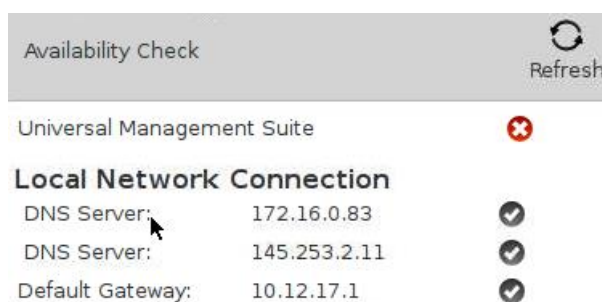 Availability Check
Refresh
Universal Management Suite
Local Network Connection
DNS Server: 172.16.0.83
DNS Server: 145.253.2.11
Default Gateway: 10.12.17.1